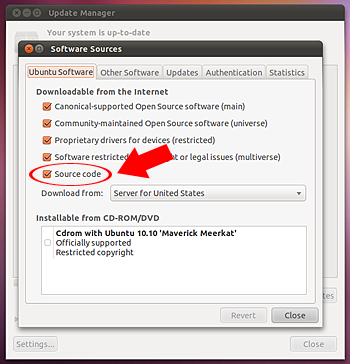 Update Manager
Your system is up-to-date
Software Sources
Ubuntu Software
Other Software
Updates
Authentication
Statistics
Downloadable from the Internet
Canonical-supported Open Source software (main)
Community-maintained Open Source software (universe)
Proprietary drivers for devices (restricted)
Software restricted or legal issues (multiverse)
Source code
Download from: Server for United States
Installable from CD-ROM/DVD
Cdrom with Ubuntu 10.10 'Maverick Meerkat'
Officially supported
Restricted copyright
Revert
Close
Settings...
Close